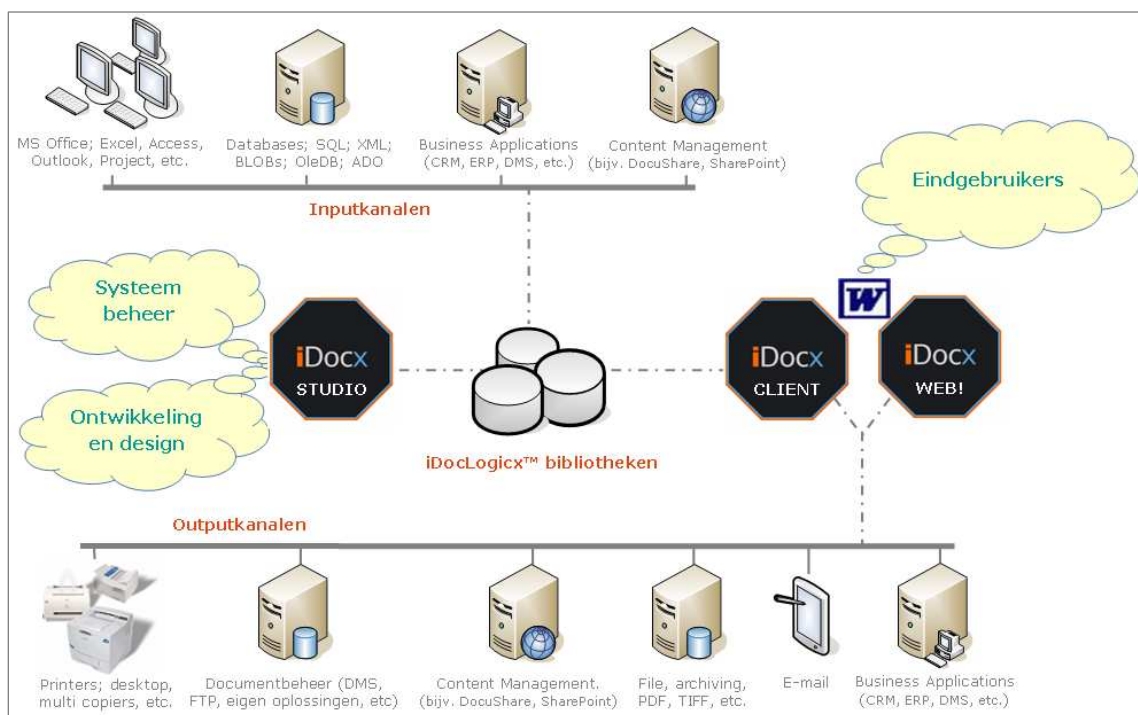 MS Office; Excel, Access,
Outlook, Project, etc.
Databases; SQL; XML;
BLOBs; OleDB; ADO
Business Applications
(CRM, ERP, DMS, etc.)
Content Management
(bijv. DocuShare, SharePoint)
Inputkanalen
Eindgebruikers
Systeem
beheer
Ontwikkeling
en design
iDocx
STUDIO
iDocLogicx™ bibliotheken
W
iDocx
CLIENT
iDocx
WEB!
Outputkanalen
Printers; desktop,
multi copiers, etc.
Documentbeheer (DMS,
FTP, eigen oplossingen, etc)
Content Management.
(bijv. DocuShare, SharePoint)
File, archiving,
PDF, TIFF, etc.
E-mail
Business Applications
(CRM, ERP, DMS, etc.)